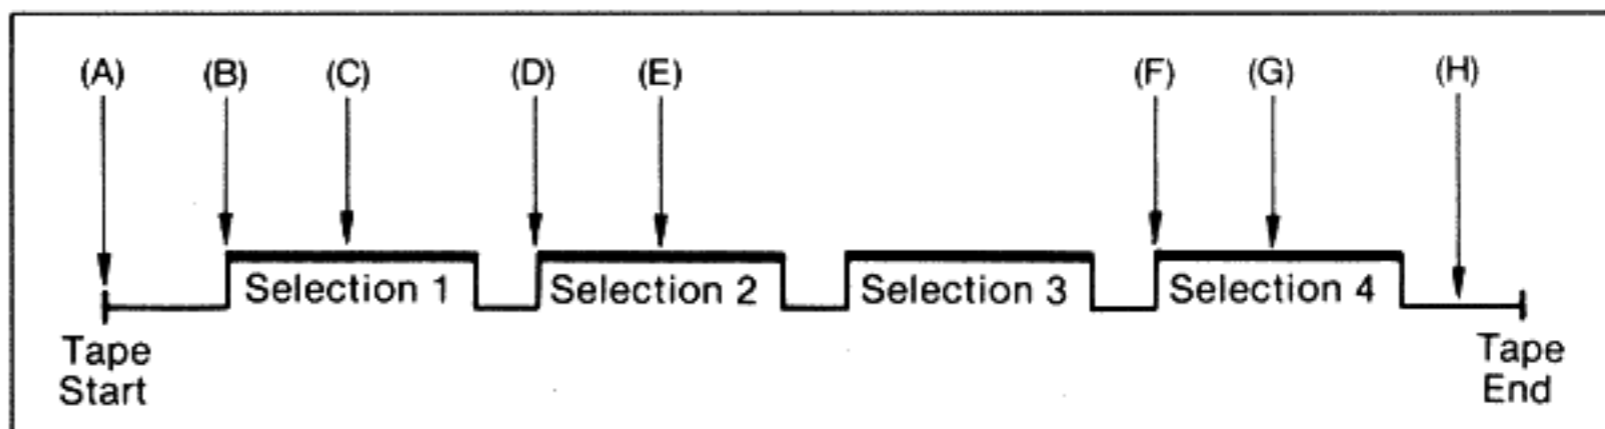 (A) (B) (C) (D) (E) (F) (G) (H)
Selection 1 Selection 2 Selection 3 Selection 4
Tape Start
Tape End